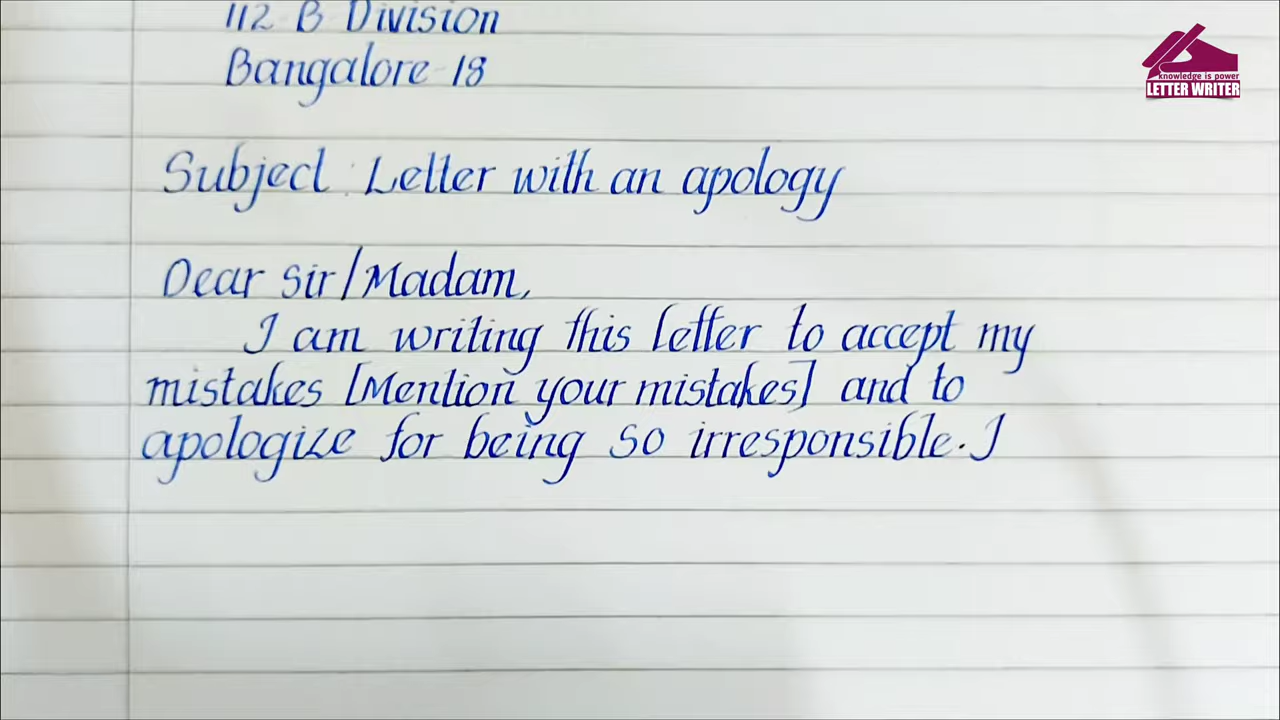 112 B Division
Bangalore-18
knowledge is power
LETTER WRITER
Subject : Letter with an apology
Dear Sir/Madam,
I am writing this letter to accept my
mistakes [Mention your mistakes] and to
apologize for being so irresponsible. I